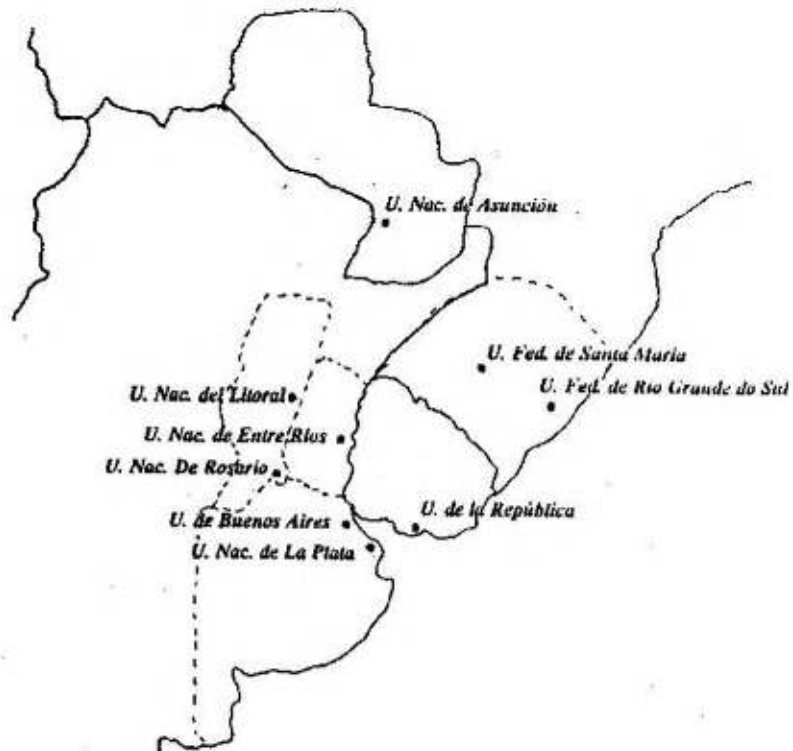 U. Nac. de Asunción
U. Fed. de Santa María
U. Fed. de Rio Grande do Sul
U. Nac. del Litoral
U. Nac. de Entre Ríos
U. Nac. De Rosario
U. de la República
U. de Buenos Aires
U. Nac. de La Plata